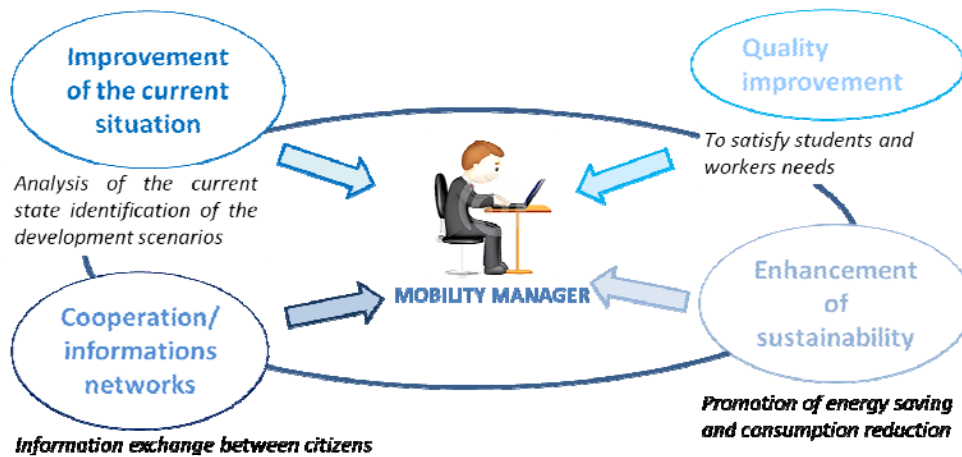 Improvement
of the current
situation
Analysis of the current
state identification of the
development scenarios
Quality
improvement
To satisfy students and
workers needs
MOBILITY MANAGER
Cooperation/
informations
networks
Information exchange between citizens
Enhancement
of
sustainability
Promotion of energy saving
and consumption reduction